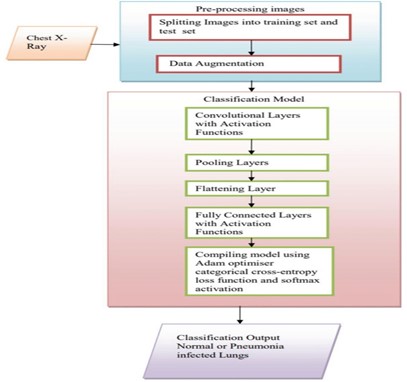 Chest X-
Ray
Pre-processing images
Splitting Images into training set and
test set
Data Augmentation
Classification Model
Convolutional Layers
with Activation
Functions
Pooling Layers
Flattening Layer
Fully Connected Layers
with Activation
Functions
Compiling model using
Adam optimiser
categorical cross-entropy
loss function and softmax
activation
Classification Output
Normal or Pneumonia
infected Lungs